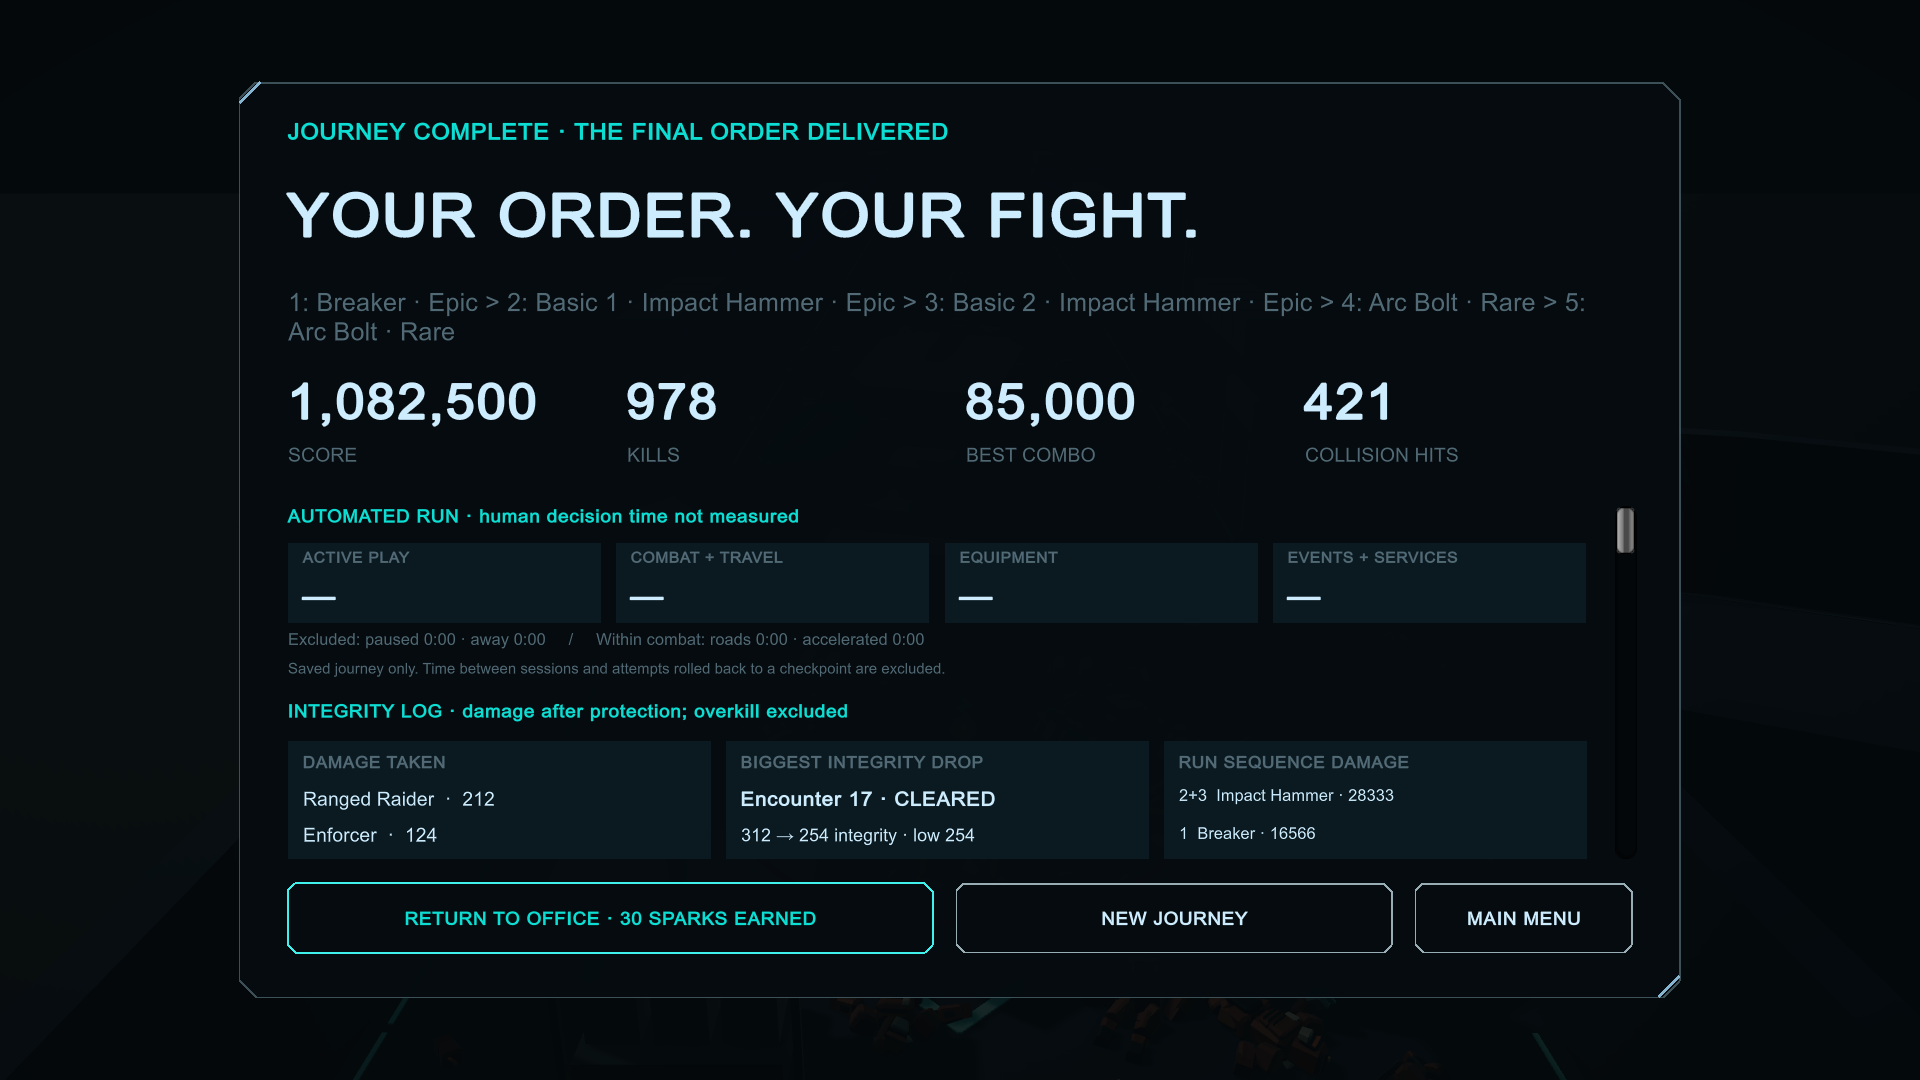 JOURNEY COMPLETE · THE FINAL ORDER DELIVERED
YOUR ORDER. YOUR FIGHT.
1: Breaker · Epic > 2: Basic 1 · Impact Hammer · Epic > 3: Basic 2 · Impact Hammer · Epic > 4: Arc Bolt · Rare > 5:
Arc Bolt · Rare
1,082,500
SCORE
978
KILLS
85,000
BEST COMBO
421
COLLISION HITS
AUTOMATED RUN · human decision time not measured
ACTIVE PLAY
—
COMBAT + TRAVEL
—
EQUIPMENT
—
EVENTS + SERVICES
—
Excluded: paused 0:00 · away 0:00 / Within combat: roads 0:00 · accelerated 0:00
Saved journey only. Time between sessions and attempts rolled back to a checkpoint are excluded.
INTEGRITY LOG · damage after protection; overkill excluded
DAMAGE TAKEN
Ranged Raider · 212
Enforcer · 124
BIGGEST INTEGRITY DROP
Encounter 17 · CLEARED
312 → 254 integrity · low 254
RUN SEQUENCE DAMAGE
2+3 Impact Hammer · 28333
1 Breaker · 16566
RETURN TO OFFICE · 30 SPARKS EARNED
NEW JOURNEY
MAIN MENU